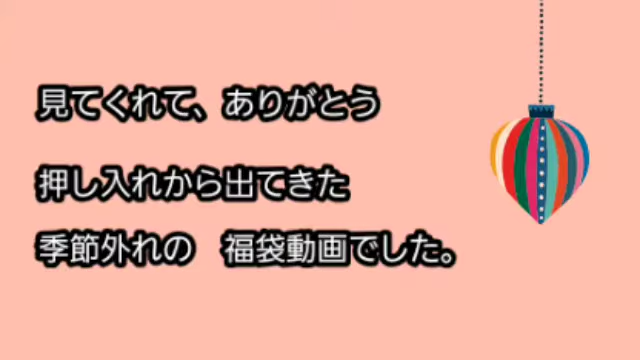 見てくれて、ありがとう
押し入れから出てきた
季節外れの　福袋動画でした。